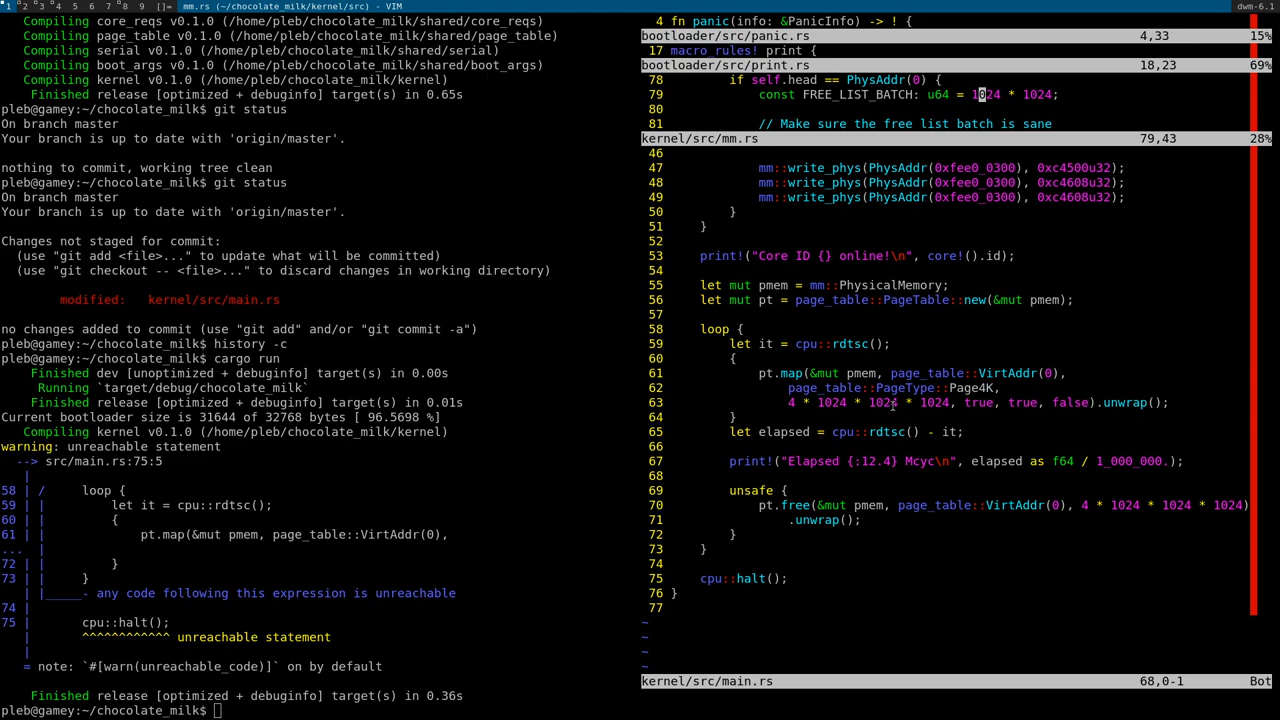 1 2 3 4 5 6 7 8 9 []= mm.rs (~/chocolate_milk/kernel/src) - VIM dwm-6.1
Compiling core_reqs v0.1.0 (/home/pleb/chocolate_milk/shared/core_reqs)
Compiling page_table v0.1.0 (/home/pleb/chocolate_milk/shared/page_table)
Compiling serial v0.1.0 (/home/pleb/chocolate_milk/shared/serial)
Compiling boot_args v0.1.0 (/home/pleb/chocolate_milk/shared/boot_args)
Compiling kernel v0.1.0 (/home/pleb/chocolate_milk/kernel)
Finished release [optimized + debuginfo] target(s) in 0.65s
pleb@gamey:~/chocolate_milk$ git status
On branch master
Your branch is up to date with 'origin/master'.
nothing to commit, working tree clean
pleb@gamey:~/chocolate_milk$ git status
On branch master
Your branch is up to date with 'origin/master'.
Changes not staged for commit:
(use "git add <file>..." to update what will be committed)
(use "git checkout -- <file>..." to discard changes in working directory)
modified:   kernel/src/main.rs
no changes added to commit (use "git add" and/or "git commit -a")
pleb@gamey:~/chocolate_milk$ history -c
pleb@gamey:~/chocolate_milk$ cargo run
Finished dev [unoptimized + debuginfo] target(s) in 0.00s
Running `target/debug/chocolate_milk`
Finished release [optimized + debuginfo] target(s) in 0.01s
Current bootloader size is 31644 of 32768 bytes [ 96.5698 %]
Compiling kernel v0.1.0 (/home/pleb/chocolate_milk/kernel)
warning: unreachable statement
--> src/main.rs:75:5
|
58 | /     loop {
59 | |         let it = cpu::rdtsc();
60 | |         {
61 | |             pt.map(&mut pmem, page_table::VirtAddr(0),
...  |
72 | |         }
73 | |     }
| |_____- any code following this expression is unreachable
74 |
75 |       cpu::halt();
|       ^^^^^^^^^^^^ unreachable statement
|
= note: `#[warn(unreachable_code)]` on by default
Finished release [optimized + debuginfo] target(s) in 0.36s
pleb@gamey:~/chocolate_milk$
4 fn panic(info: &PanicInfo) -> ! {
bootloader/src/panic.rs 4,33 15%
17 macro_rules! print {
bootloader/src/print.rs 18,23 69%
78         if self.head == PhysAddr(0) {
79             const FREE_LIST_BATCH: u64 = 1024 * 1024;
80
81             // Make sure the free list batch is sane
kernel/src/mm.rs 79,43 28%
46
47             mm::write_phys(PhysAddr(0xfee0_0300), 0xc4500u32);
48             mm::write_phys(PhysAddr(0xfee0_0300), 0xc4608u32);
49             mm::write_phys(PhysAddr(0xfee0_0300), 0xc4608u32);
50         }
51     }
52
53     print!("Core ID {} online!\n", core!().id);
54
55     let mut pmem = mm::PhysicalMemory;
56     let mut pt = page_table::PageTable::new(&mut pmem);
57
58     loop {
59         let it = cpu::rdtsc();
60         {
61             pt.map(&mut pmem, page_table::VirtAddr(0),
62                 page_table::PageType::Page4K,
63                 4 * 1024 * 1024 * 1024, true, true, false).unwrap();
64         }
65         let elapsed = cpu::rdtsc() - it;
66
67         print!("Elapsed {:12.4} Mcyc\n", elapsed as f64 / 1_000_000.);
68
69         unsafe {
70             pt.free(&mut pmem, page_table::VirtAddr(0), 4 * 1024 * 1024 * 1024)
71                 .unwrap();
72         }
73     }
74
75     cpu::halt();
76 }
77
~
~
~
~
kernel/src/main.rs 68,0-1 Bot